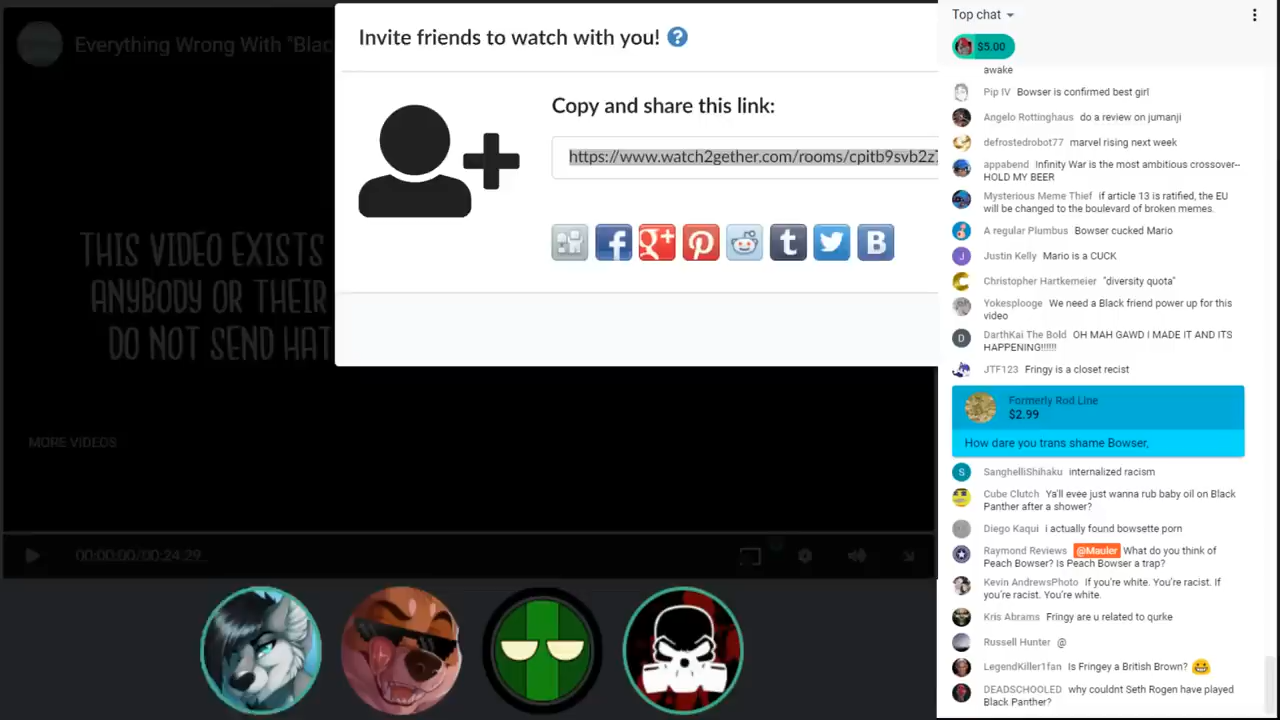 Everything Wrong With "Blac
THIS VIDEO EXISTS
ANYBODY OR THEIR
DO NOT SEND HAT
MORE VIDEOS
00:00:00/00:24:29
Invite friends to watch with you! ?
Copy and share this link:
https://www.watch2gether.com/rooms/cpitb9svb2z7
Top chat
$5.00
awake
Pip IV Bowser is confirmed best girl
Angelo Rottinghaus do a review on jumanji
defrostedrobot77 marvel rising next week
appabend Infinity War is the most ambitious crossover--
HOLD MY BEER
Mysterious Meme Thief if article 13 is ratified, the EU
will be changed to the boulevard of broken memes.
A regular Plumbus Bowser cucked Mario
J
Justin Kelly Mario is a CUCK
Christopher Hartkemeier "diversity quota"
Yokesplooge We need a Black friend power up for this
video
D
DarthKai The Bold OH MAH GAWD I MADE IT AND ITS
HAPPENING!!!!!!
JTF123 Fringy is a closet recist
Formerly Rod Line
$2.99
How dare you trans shame Bowser,
S
SanghelliShihaku internalized racism
Cube Clutch Ya'll evee just wanna rub baby oil on Black
Panther after a shower?
Diego Kaqui i actually found bowsette porn
Raymond Reviews @Mauler What do you think of
Peach Bowser? Is Peach Bowser a trap?
Kevin AndrewsPhoto If you're white. You're racist. If
you're racist. You're white.
Kris Abrams Fringy are u related to qurke
Russell Hunter @
LegendKiller1fan Is Fringey a British Brown?
DEADSCHOOLED why couldnt Seth Rogen have played
Black Panther?